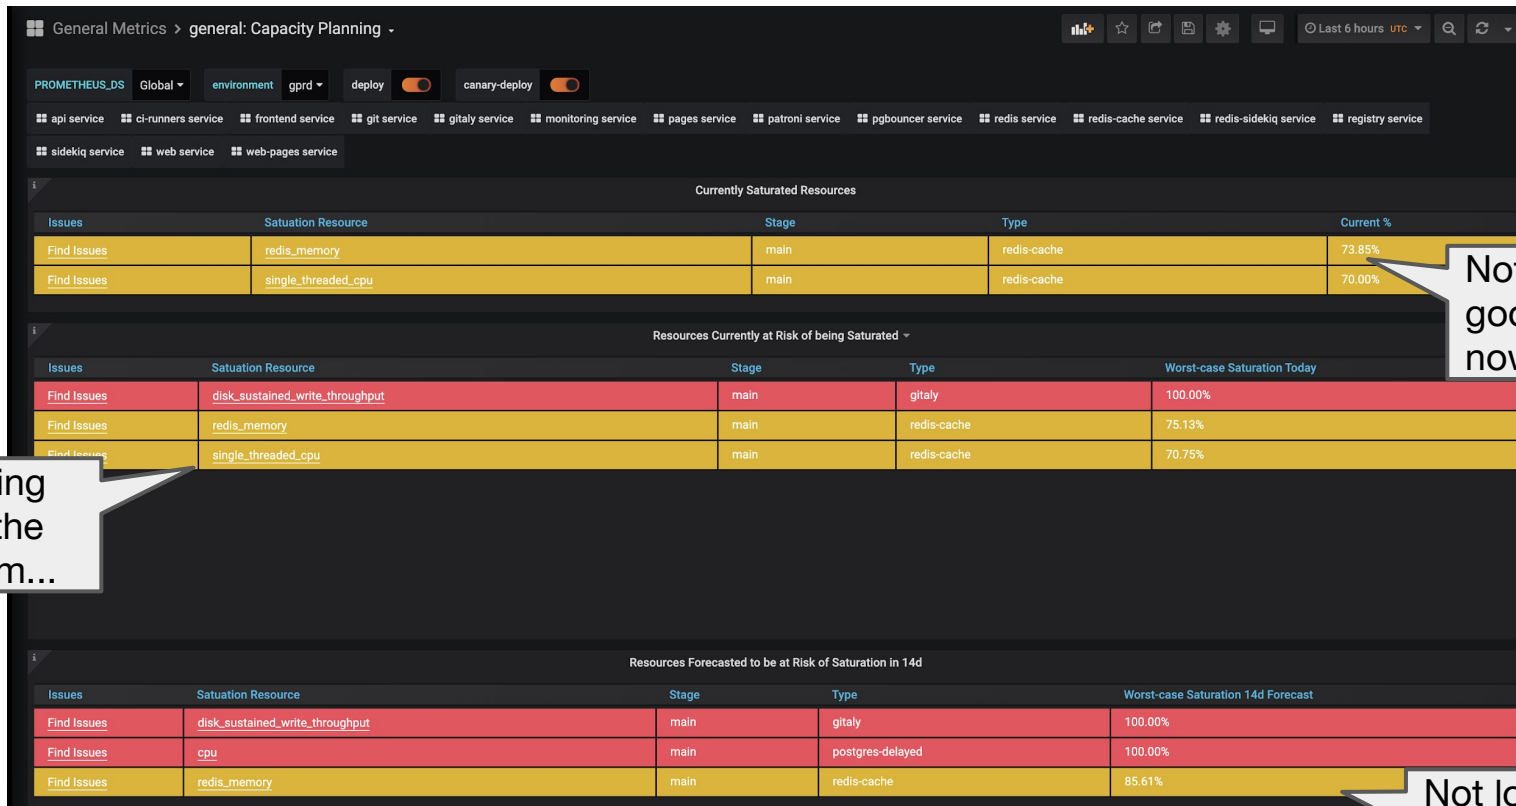 General Metrics > general: Capacity Planning
Last 6 hours UTC
PROMETHEUS_DS Global environment gprd deploy canary-deploy
api service ci-runners service frontend service git service gitaly service monitoring service pages service patroni service pgbouncer service redis service redis-cache service redis-sidekiq service registry service
sidekiq service web service web-pages service
Currently Saturated Resources
Issues Satuation Resource Stage Type Current %
Find Issues redis_memory main redis-cache 73.85%
Find Issues single_threaded_cpu main redis-cache 70.00%
Resources Currently at Risk of being Saturated
Issues Satuation Resource Stage Type Worst-case Saturation Today
Find Issues disk_sustained_write_throughput main gitaly 100.00%
Find Issues redis_memory main redis-cache 75.13%
Find Issues single_threaded_cpu main redis-cache 70.75%
ing
the
m...
Resources Forecasted to be at Risk of Saturation in 14d
Issues Satuation Resource Stage Type Worst-case Saturation 14d Forecast
Find Issues disk_sustained_write_throughput main gitaly 100.00%
Find Issues cpu main postgres-delayed 100.00%
Find Issues redis_memory main redis-cache 85.61%
Not